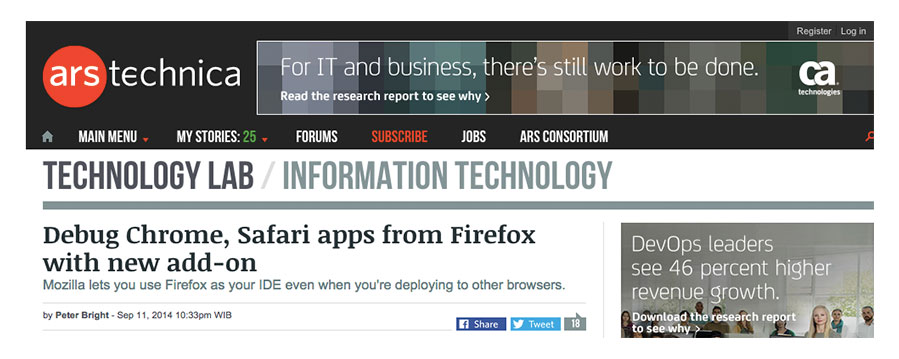 Register Log in
ars technica
For IT and business, there's still work to be done.
Read the research report to see why >
ca
technologies
MAIN MENU MY STORIES: 25 FORUMS SUBSCRIBE JOBS ARS CONSORTIUM
TECHNOLOGY LAB / INFORMATION TECHNOLOGY
Debug Chrome, Safari apps from Firefox
with new add-on
Mozilla lets you use Firefox as your IDE even when you're deploying to other browsers.
by Peter Bright - Sep 11, 2014 10:33pm WIB
Share Tweet 18
DevOps leaders
see 46 percent higher
revenue growth.
Download the research report
to see why >